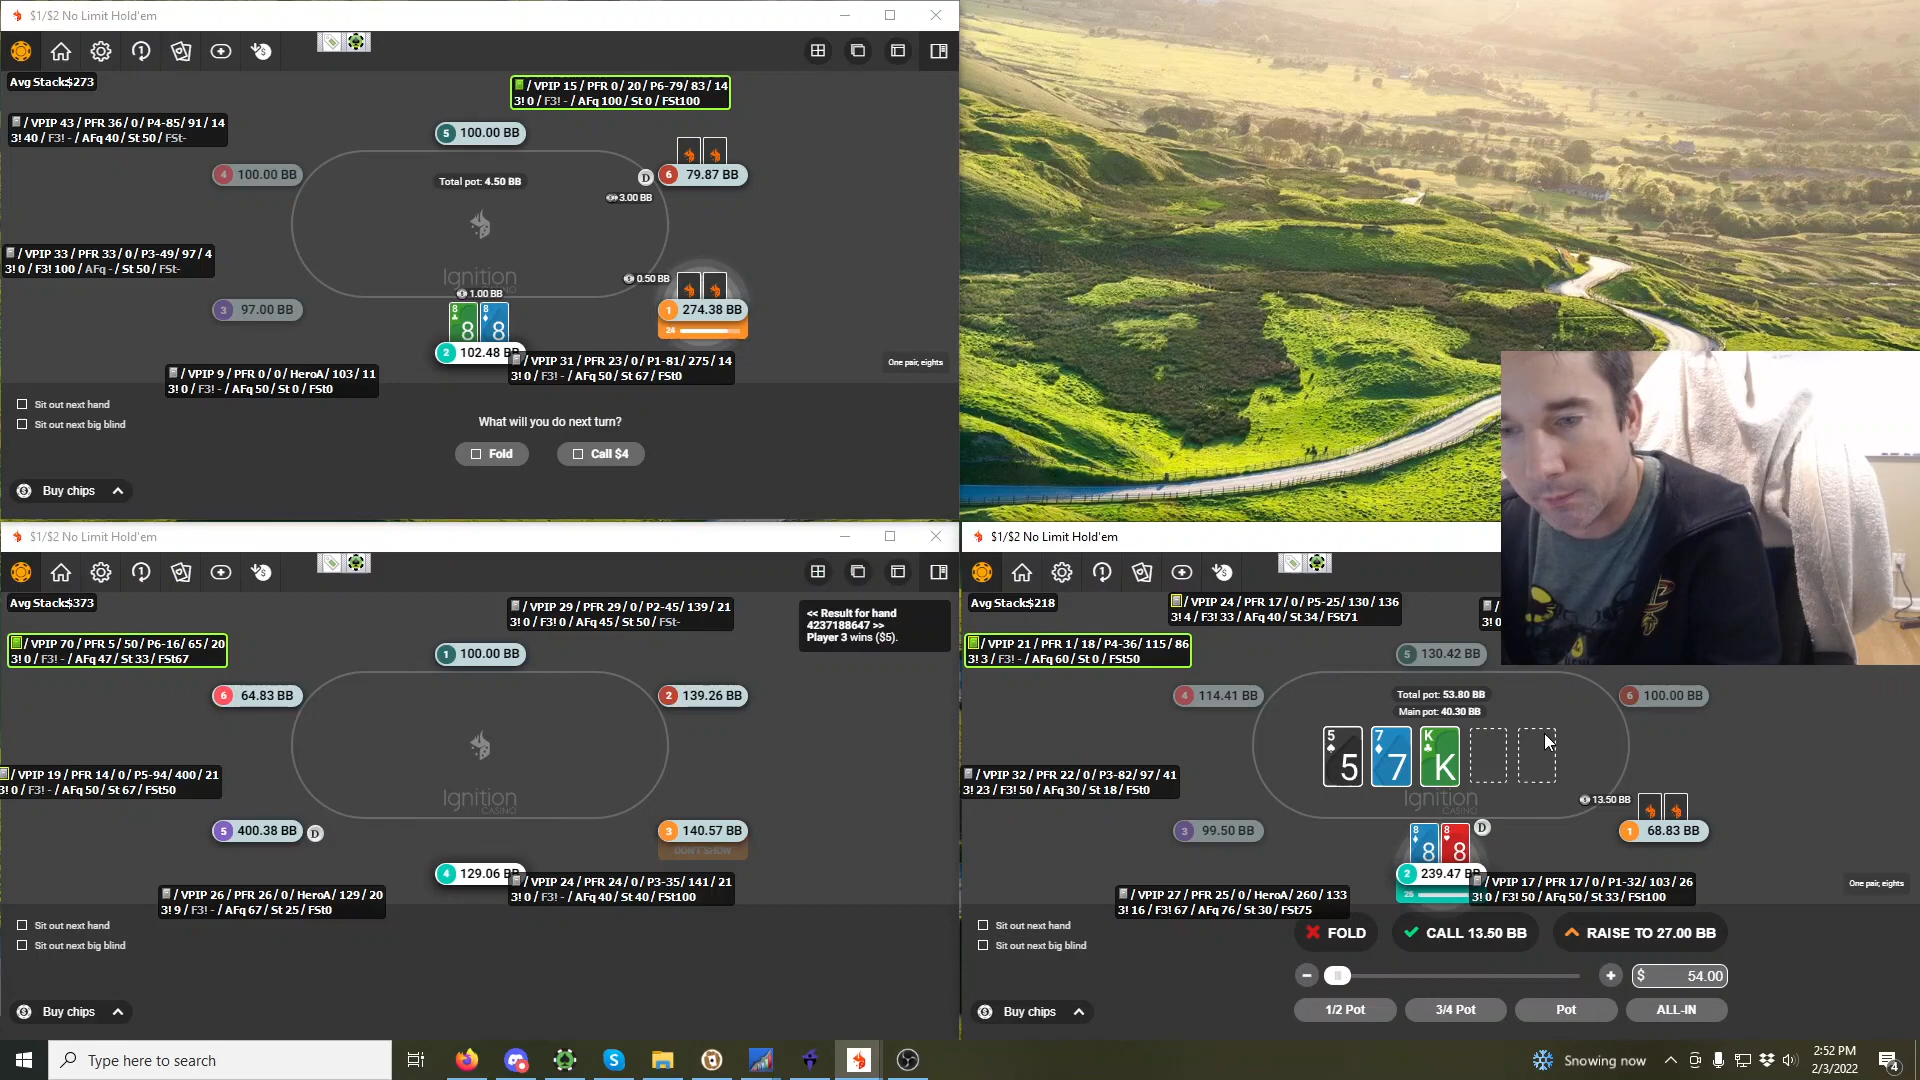 $1/$2 No Limit Hold'em
Avg Stack$273
/ VPIP 15 / PFR 0 / 20 / P6-79 / 83 / 14
3! 0 / F3! - / AFq 100 / St 0 / FSt100
/ VPIP 43 / PFR 36 / 0 / P4-85 / 91 / 14
3! 40 / F3! - / AFq 40 / St 50 / FSt-
5 100.00 BB
4 100.00 BB
Total pot: 4.50 BB
D
6 79.87 BB
3.00 BB
/ VPIP 33 / PFR 33 / 0 / P3-49 / 97 / 4
3! 0 / F3! 100 / AFq - / St 50 / FSt-
Ignition
CASINO
0.50 BB
1.00 BB
3 97.00 BB
8 8
8 8
1 274.38 BB
24
2 102.48 BB
/ VPIP 31 / PFR 23 / 0 / P1-81 / 275 / 14
3! 0 / F3! - / AFq 50 / St 67 / FSt0
One pair, eights
/ VPIP 9 / PFR 0 / 0 / HeroA / 103 / 11
3! 0 / F3! - / AFq 50 / St 0 / FSt0
Sit out next hand
Sit out next big blind
What will you do next turn?
Fold
Call $4
Buy chips
$1/$2 No Limit Hold'em
Avg Stack$373
/ VPIP 29 / PFR 29 / 0 / P2-45 / 139 / 21
3! 0 / F3! 0 / AFq 45 / St 50 / FSt-
<< Result for hand
4237188647 >>
Player 3 wins ($5).
/ VPIP 70 / PFR 5 / 50 / P6-16 / 65 / 20
3! 0 / F3! - / AFq 47 / St 33 / FSt67
1 100.00 BB
6 64.83 BB
2 139.26 BB
/ VPIP 19 / PFR 14 / 0 / P5-94 / 400 / 21
3! 0 / F3! - / AFq 50 / St 67 / FSt50
Ignition
CASINO
5 400.38 BB
D
3 140.57 BB
DON'T SHOW
4 129.06 BB
/ VPIP 24 / PFR 24 / 0 / P3-35 / 141 / 21
3! 0 / F3! - / AFq 40 / St 40 / FSt100
/ VPIP 26 / PFR 26 / 0 / HeroA / 129 / 20
3! 9 / F3! - / AFq 67 / St 25 / FSt0
Sit out next hand
Sit out next big blind
Buy chips
$1/$2 No Limit Hold'em
Avg Stack$218
/ VPIP 24 / PFR 17 / 0 / P5-25 / 130 / 136
3! 4 / F3! 33 / AFq 40 / St 34 / FSt71
3! 0
/ VPIP 21 / PFR 1 / 18 / P4-36 / 115 / 86
3! 3 / F3! - / AFq 60 / St 0 / FSt50
5 130.42 BB
4 114.41 BB
Total pot: 53.80 BB
Main pot: 40.30 BB
6 100.00 BB
5 7 K
5 7 K
/ VPIP 32 / PFR 22 / 0 / P3-82 / 97 / 41
3! 23 / F3! 50 / AFq 30 / St 18 / FSt0
Ignition
CASINO
13.50 BB
3 99.50 BB
8 8
8 8
D
1 68.83 BB
2 239.47 BB
25
/ VPIP 17 / PFR 17 / 0 / P1-32 / 103 / 26
3! 0 / F3! 50 / AFq 50 / St 33 / FSt100
One pair, eights
/ VPIP 27 / PFR 25 / 0 / HeroA / 260 / 133
3! 16 / F3! 67 / AFq 76 / St 30 / FSt75
Sit out next hand
Sit out next big blind
FOLD
CALL 13.50 BB
RAISE TO 27.00 BB
$ 54.00
1/2 Pot
3/4 Pot
Pot
ALL-IN
Buy chips
Type here to search
Snowing now
2:52 PM
2/3/2022
4